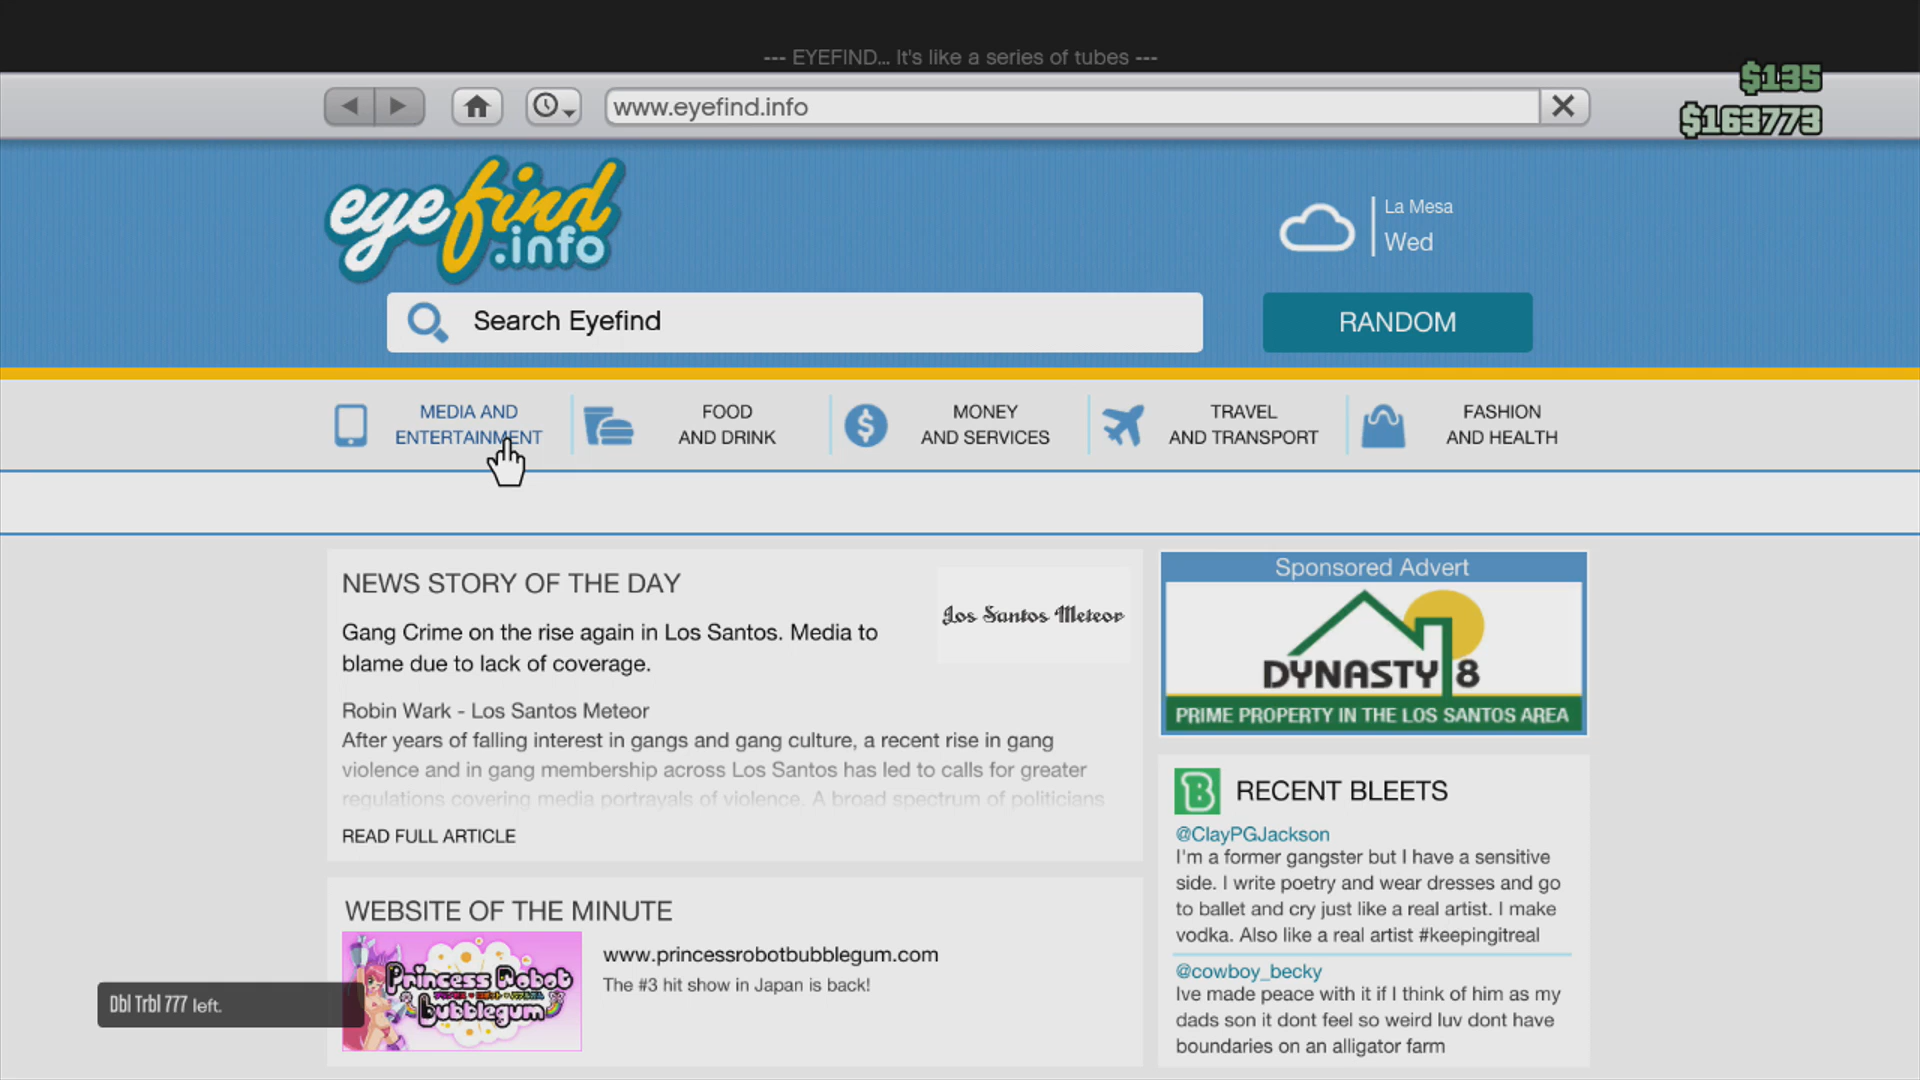 --- EYEFIND... It's like a series of tubes ---
$135
www.eyefind.info
$163773
eyefind
.info
La Mesa
Wed
Search Eyefind
RANDOM
MEDIA AND
ENTERTAINMENT
FOOD
AND DRINK
MONEY
AND SERVICES
TRAVEL
AND TRANSPORT
FASHION
AND HEALTH
NEWS STORY OF THE DAY
Los Santos Meteor
Gang Crime on the rise again in Los Santos. Media to
blame due to lack of coverage.
Robin Wark - Los Santos Meteor
After years of falling interest in gangs and gang culture, a recent rise in gang
violence and in gang membership across Los Santos has led to calls for greater
regulations covering media portrayals of violence. A broad spectrum of politicians
READ FULL ARTICLE
WEBSITE OF THE MINUTE
Princess Robot
Bubblegum
www.princessrobotbubblegum.com
The #3 hit show in Japan is back!
Sponsored Advert
DYNASTY 8
PRIME PROPERTY IN THE LOS SANTOS AREA
B
RECENT BLEETS
@ClayPGJackson
I'm a former gangster but I have a sensitive
side. I write poetry and wear dresses and go
to ballet and cry just like a real artist. I make
vodka. Also like a real artist #keepingitreal
@cowboy_becky
Ive made peace with it if I think of him as my
dads son it dont feel so weird luv dont have
boundaries on an alligator farm
Dbl Trbl 777 left.